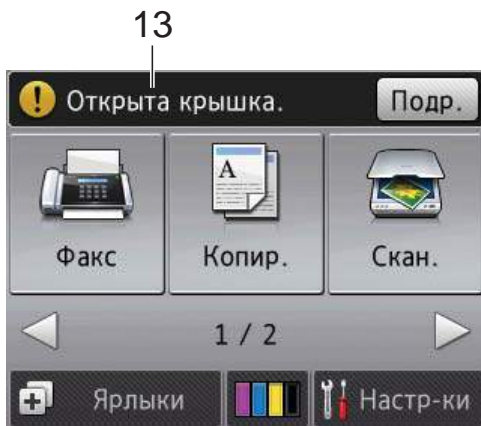 13
Открыта крышка. Подр.
A
Факс Копир. Скан.
1 / 2
Ярлыки Настр-ки